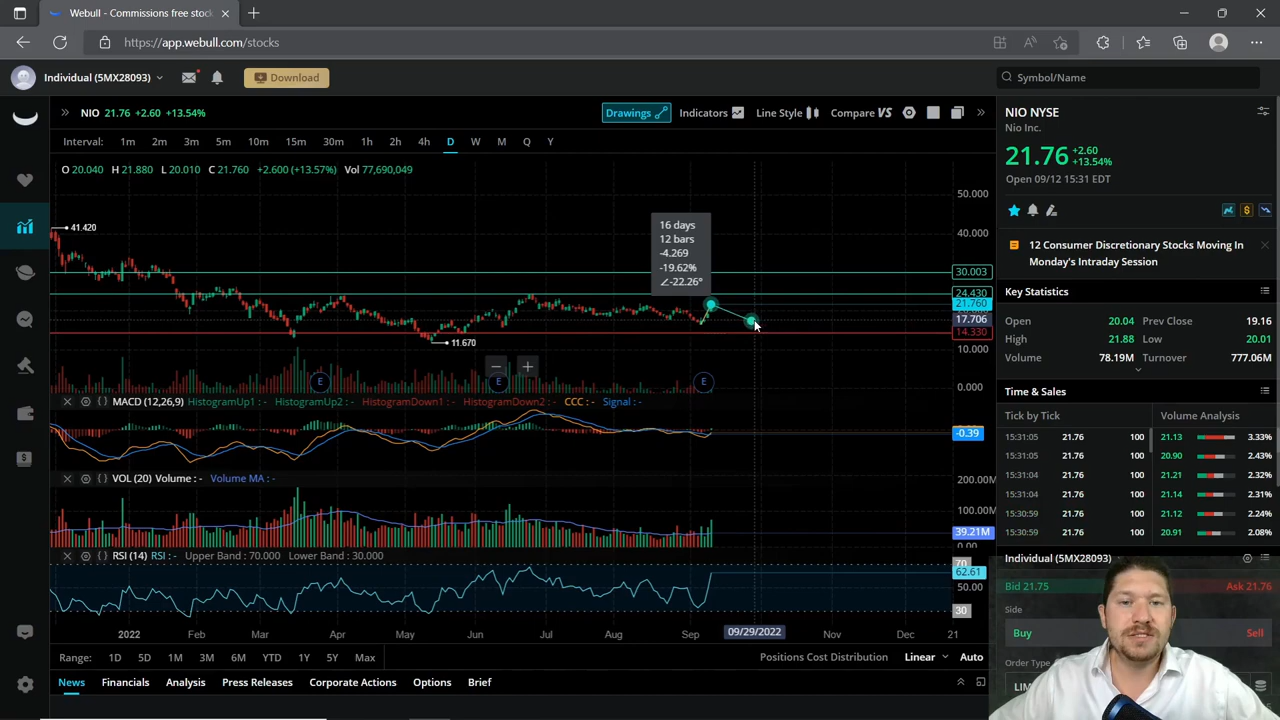 Webull - Commissions free stoc
https://app.webull.com/stocks
Individual (5MX28093)
Download
Symbol/Name
NIO 21.76 +2.60 +13.54%
Drawings
Indicators
Line Style
Compare VS
Interval: 1m 2m 3m 5m 10m 15m 30m 1h 2h 4h D W M Q Y
O 20.040 H 21.880 L 20.010 C 21.760 +2.600 (+13.57%) Vol 77,690,049
50.000
41.420
40.000
16 days
12 bars
-4.269
-19.62%
∠-22.26°
30.003
24.430
21.760
17.706
14.330
11.670
10.000
0.000
E E E
MACD (12,26,9) HistogramUp1 : - HistogramUp2 : - HistogramDown1 : - HistogramDown2 : - CCC : - Signal : -
-0.39
VOL (20) Volume : - Volume MA : -
200.00M
100.00M
39.21M
0.00
RSI (14) RSI : - Upper Band : 70.000 Lower Band : 30.000
70
62.61
50.00
30
2022 Feb Mar Apr May Jun Jul Aug Sep 09/29/2022 Nov Dec 21
Range: 1D 5D 1M 3M 6M YTD 1Y 5Y Max
Positions Cost Distribution Linear Auto
News Financials Analysis Press Releases Corporate Actions Options Brief
NIO NYSE
Nio Inc.
21.76 +2.60
+13.54%
Open 09/12 15:31 EDT
12 Consumer Discretionary Stocks Moving In
Monday's Intraday Session
Key Statistics
Open 20.04 Prev Close 19.16
High 21.88 Low 20.01
Volume 78.19M Turnover 777.06M
Time & Sales
Tick by Tick Volume Analysis
15:31:05 21.76 100 21.13 3.33%
15:31:05 21.76 100 20.90 2.43%
15:31:04 21.76 100 21.21 2.32%
15:31:04 21.76 100 21.14 2.31%
15:30:59 21.76 100 21.12 2.24%
15:30:59 21.76 100 20.91 2.08%
Individual (5MX28093)
Bid 21.75 Ask 21.76
Side
Buy Sell
Order Type
LIM